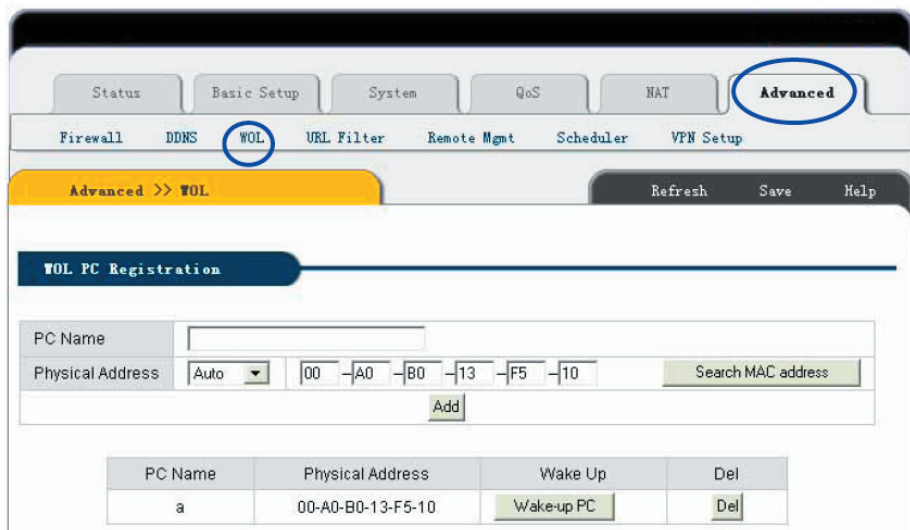 Status Basic Setup System QoS NAT Advanced
Firewall DDNS WOL URL Filter Remote Mgmt Scheduler VPN Setup
Advanced >> WOL Refresh Save Help
WOL PC Registration
PC Name
Physical Address Auto 00 -A0 -B0 -13 -F5 -10 Search MAC address
Add
PC Name Physical Address Wake Up Del
a 00-A0-B0-13-F5-10 Wake-up PC Del